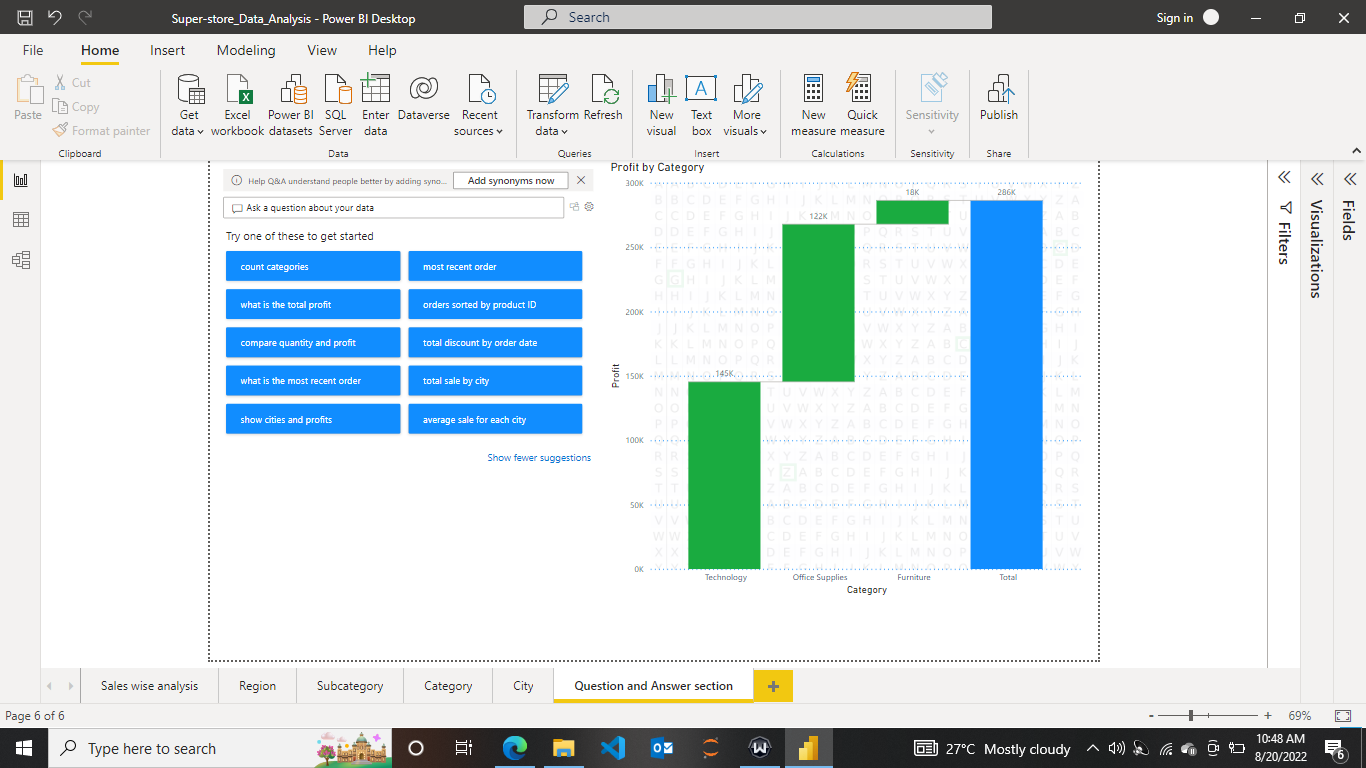 Super-store_Data_Analysis - Power BI Desktop
Search
Sign in
File Home Insert Modeling View Help
Paste
Cut
Copy
Format painter
Clipboard
Get data
Excel workbook
Power BI datasets
SQL Server
Enter data
Dataverse
Recent sources
Data
Transform data
Refresh
Queries
New visual
Text box
More visuals
Insert
New measure
Quick measure
Calculations
Sensitivity
Sensitivity
Publish
Share
Help Q&A understand people better by adding syno...
Add synonyms now
Ask a question about your data
Try one of these to get started
count categories
most recent order
what is the total profit
orders sorted by product ID
compare quantity and profit
total discount by order date
what is the most recent order
total sale by city
show cities and profits
average sale for each city
Show fewer suggestions
Profit by Category
300K
250K
200K
150K
100K
50K
0K
Profit
145K
122K
18K
286K
Technology
Office Supplies
Furniture
Total
Category
Filters
Visualizations
Fields
Sales wise analysis
Region
Subcategory
Category
City
Question and Answer section
Page 6 of 6
69%
Type here to search
27°C Mostly cloudy
10:48 AM
8/20/2022
6